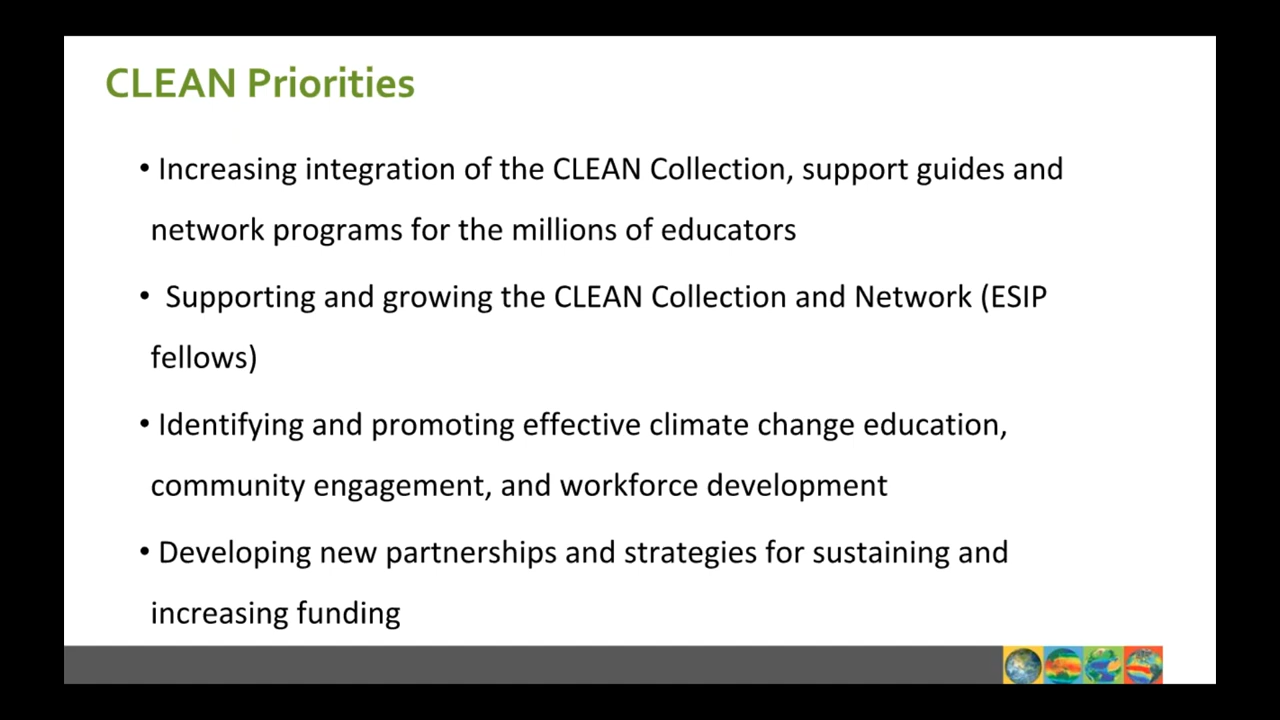 CLEAN Priorities
• Increasing integration of the CLEAN Collection, support guides and
network programs for the millions of educators
• Supporting and growing the CLEAN Collection and Network (ESIP
fellows)
• Identifying and promoting effective climate change education,
community engagement, and workforce development
• Developing new partnerships and strategies for sustaining and
increasing funding